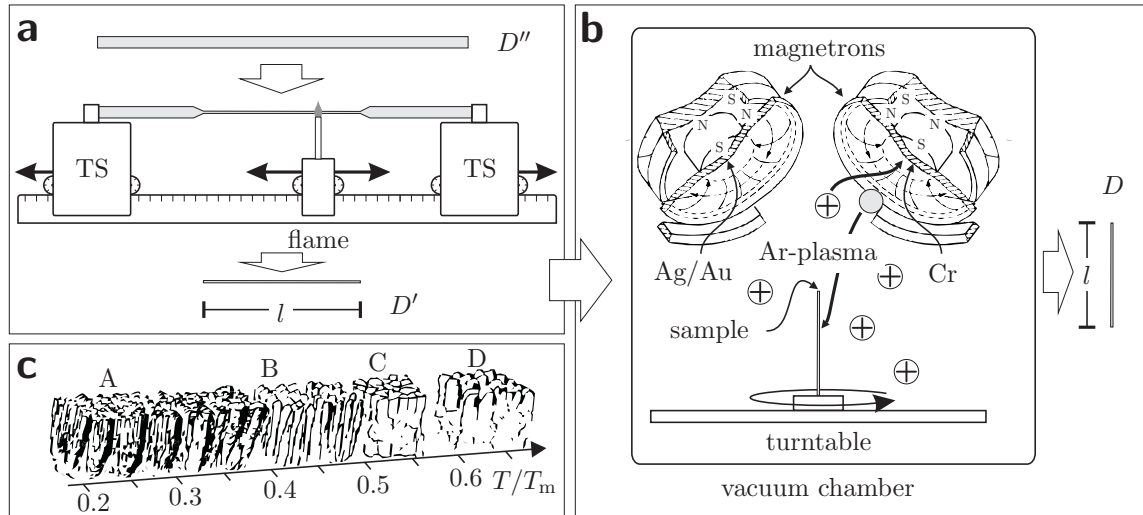 a
D″
TS
TS
flame
l
D′
b
magnetrons
S
N
N
S
S
N
N
S
Ar-plasma
Ag/Au
Cr
sample
turntable
vacuum chamber
D
l
c
A
B
C
D
0.2
0.3
0.4
0.5
0.6
T/Tm